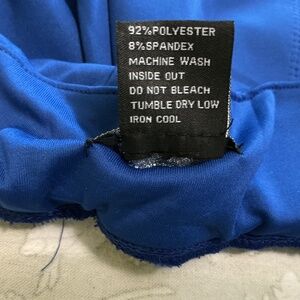 92%POLYESTER
8%SPANDEX
MACHINE WASH
INSIDE OUT
DO NOT BLEACH
TUMBLE DRY LOW
IRON COOL